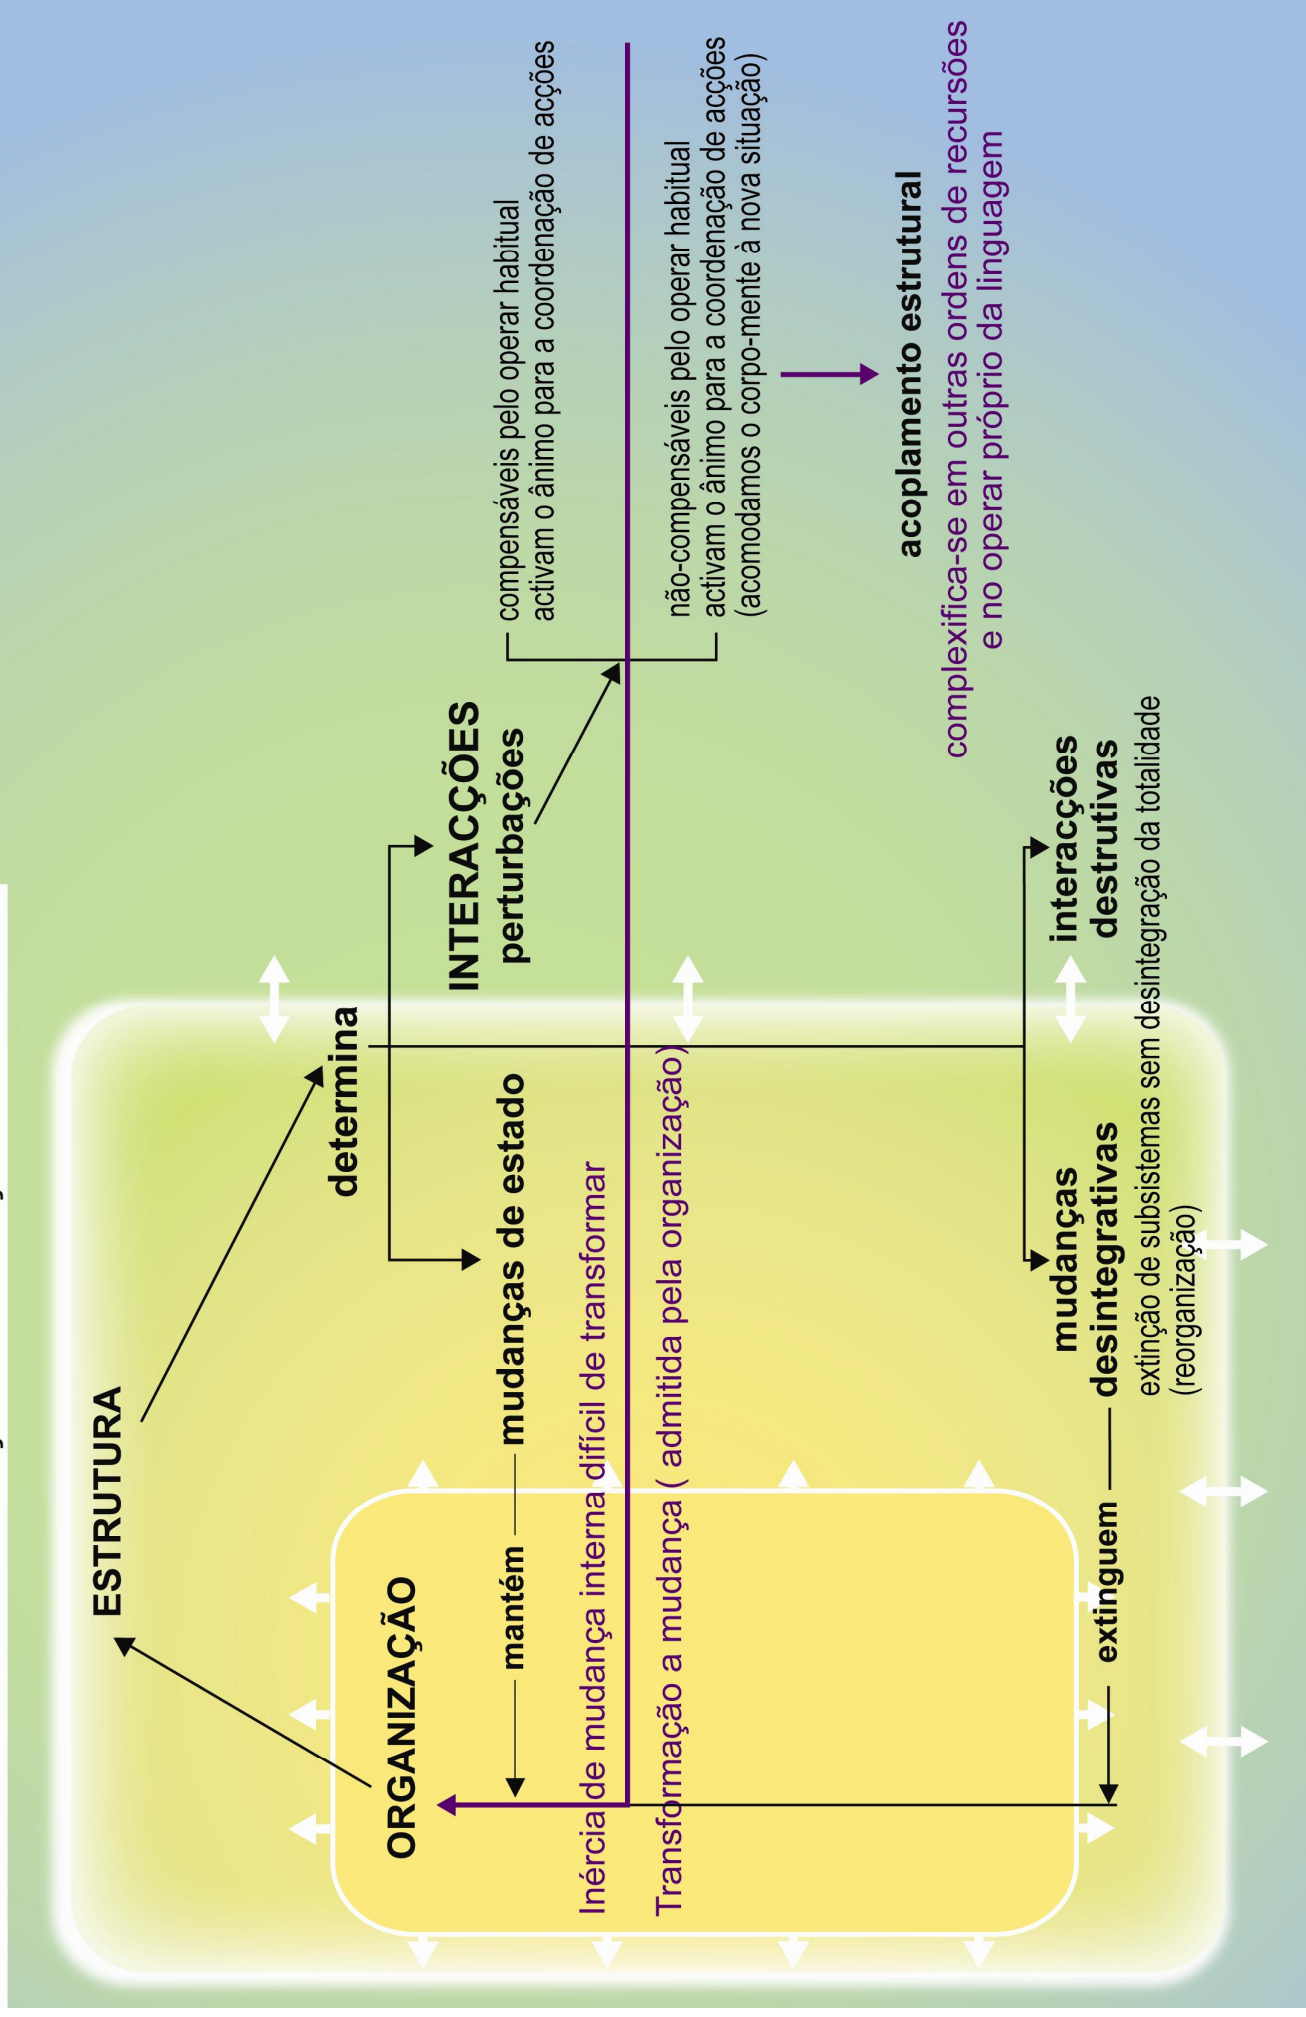 ESTRUTURA
determina
ORGANIZAÇÃO
INTERACÇÕES
perturbações
mantém
mudanças de estado
compensáveis pelo operar habitual
activam o ânimo para a coordenação de acções
Inércia de mudança interna difícil de transformar
Transformação a mudança ( admitida pela organização)
não-compensáveis pelo operar habitual
activam o ânimo para a coordenação de acções
(acomodamos o corpo-mente à nova situação)
acoplamento estrutural
complexifica-se em outras ordens de recursões
e no operar próprio da linguagem
extinguem
mudanças
desintegrativas
interacções
destrutivas
extinção de subsistemas sem desintegração da totalidade
(reorganização)